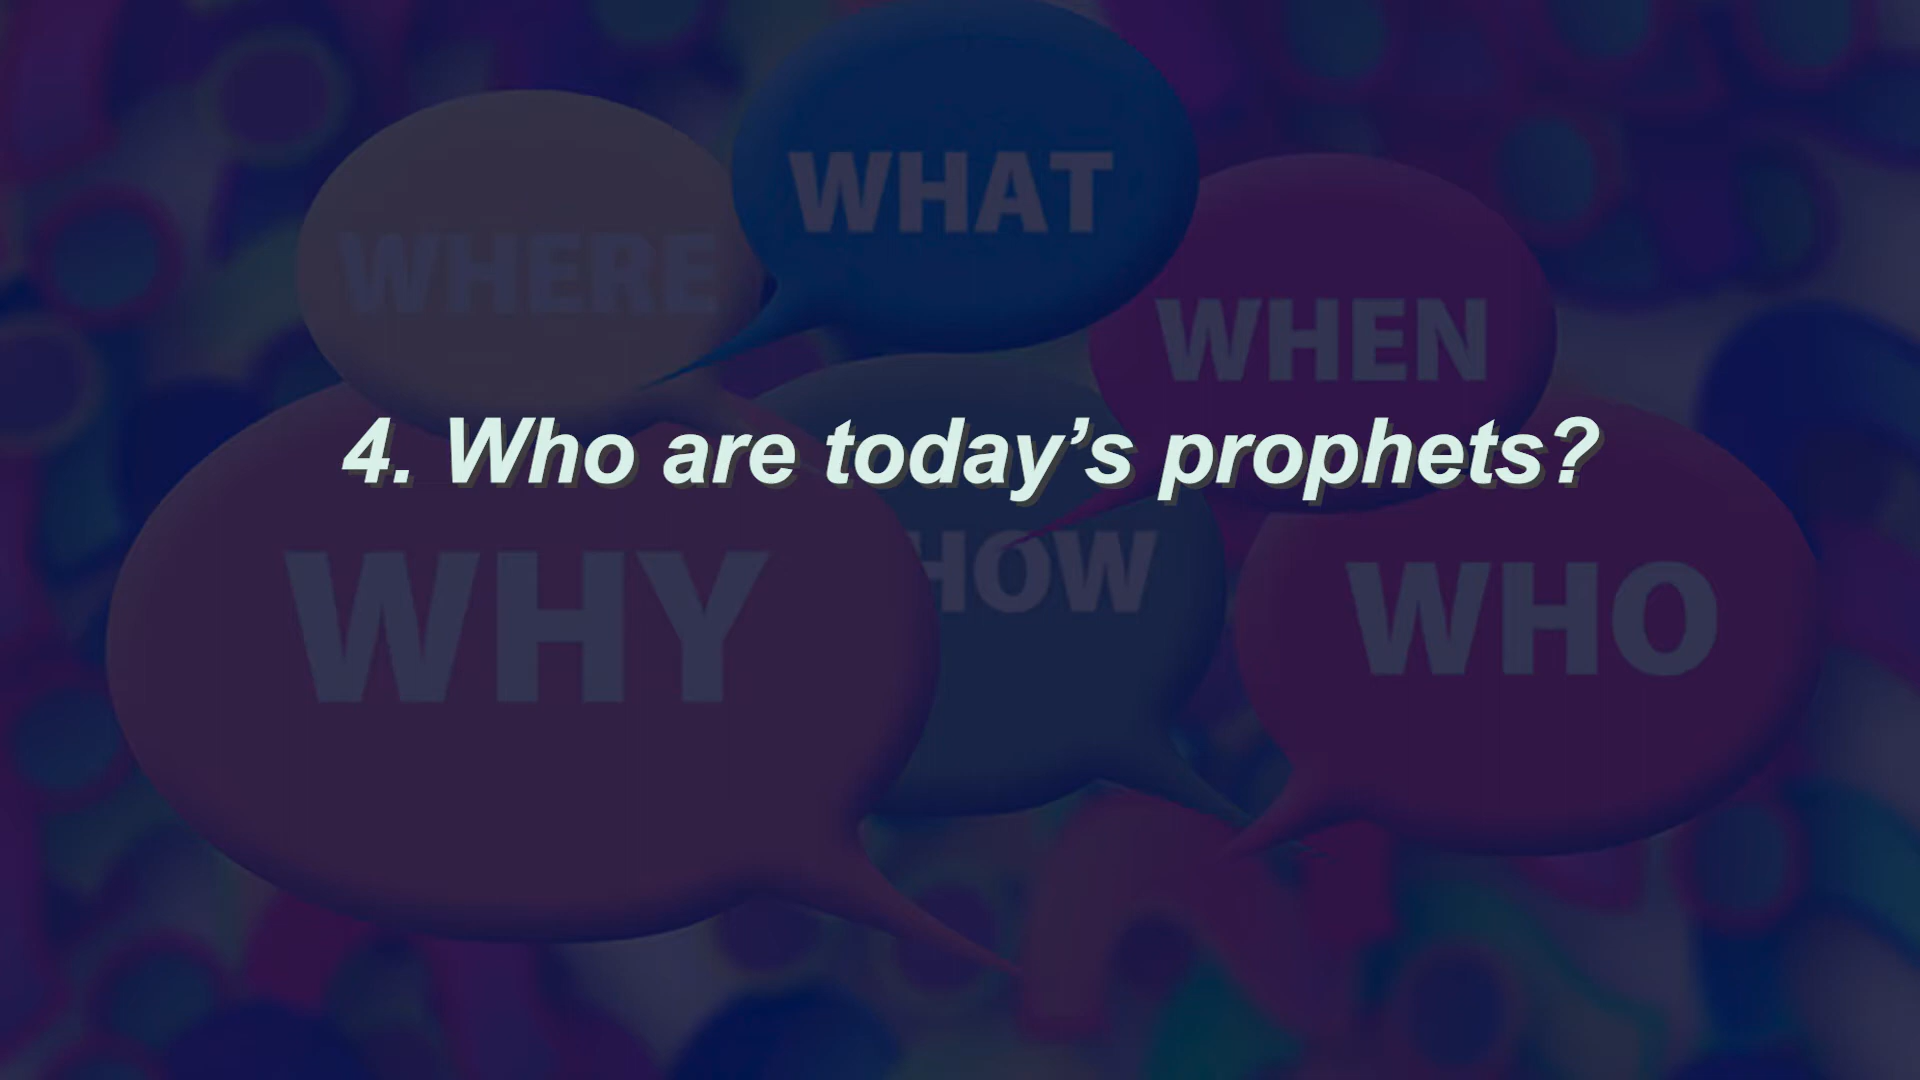 WHAT
WHERE
WHEN
4. Who are today’s prophets?
WHY
HOW
WHO